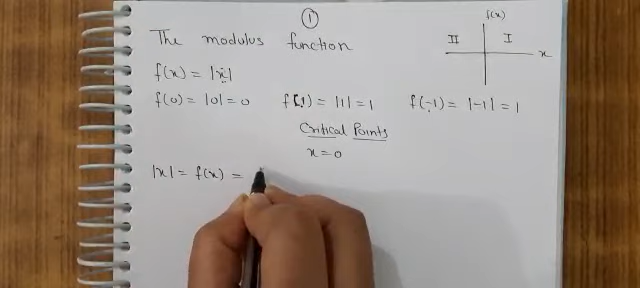 ①
The modulus function
f(x)
II I
x
f(x) = |x|
f(0) = |0| = 0 f(1) = |1| = 1 f(-1) = |-1| = 1
Critical Points
x = 0
|x| = f(x) =